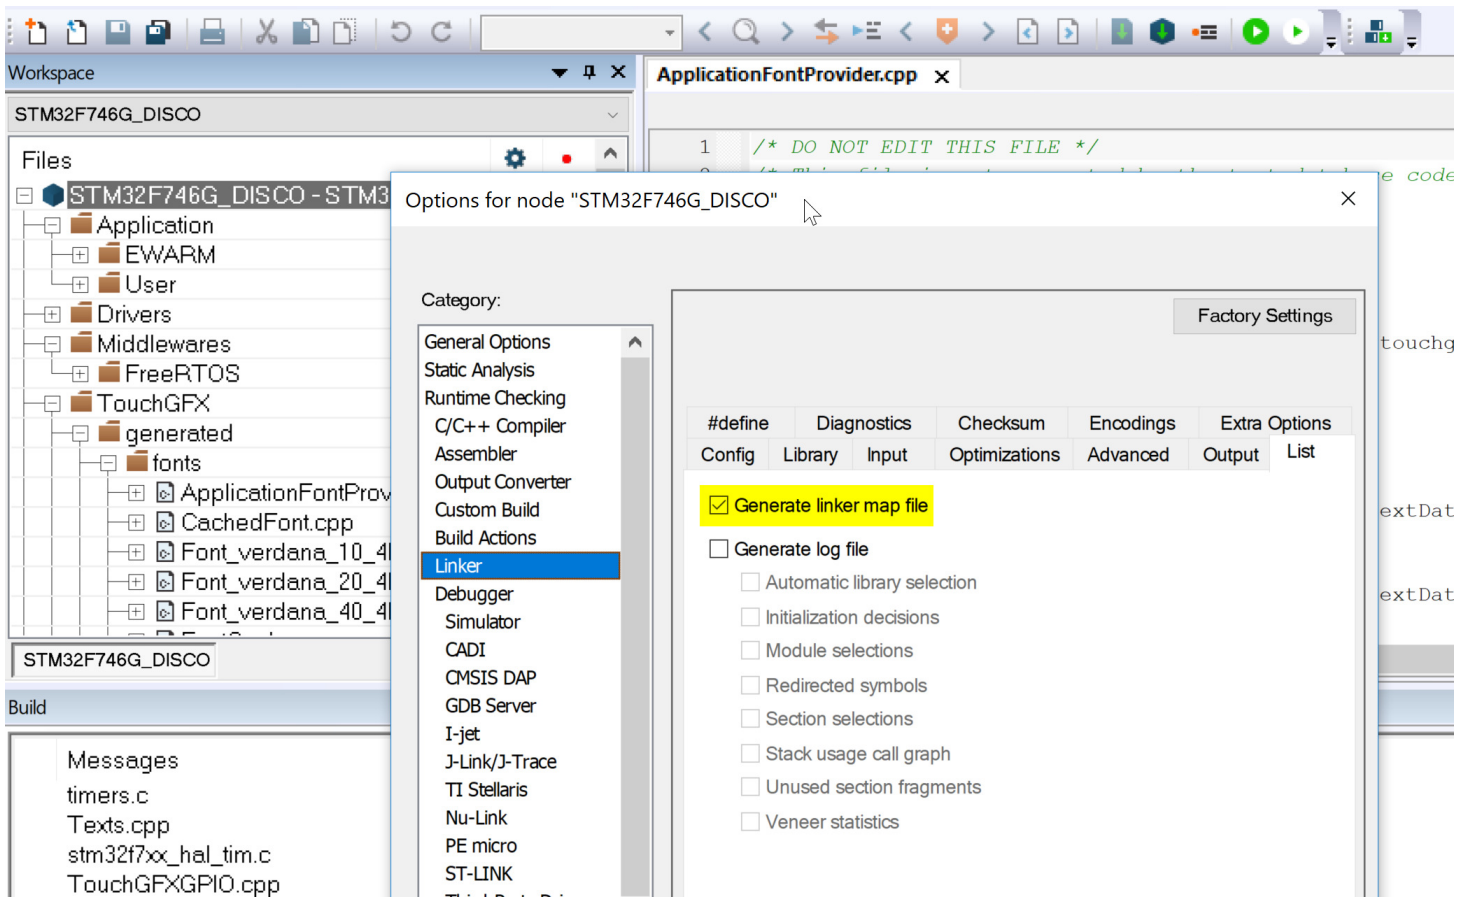 Workspace
ApplicationFontProvider.cpp
STM32F746G_DISCO
Files
1 /* DO NOT EDIT THIS FILE */
e code
STM32F746G_DISCO - STM3
Application
EWARM
User
Drivers
Middlewares
FreeRTOS
TouchGFX
generated
fonts
ApplicationFontProv
CachedFont.cpp
Font_verdana_10_4
Font_verdana_20_4
Font_verdana_40_4
STM32F746G_DISCO
Build
Messages
timers.c
Texts.cpp
stm32f7xx_hal_tim.c
TouchGFXGPIO.cpp
Options for node "STM32F746G_DISCO"
Category:
General Options
Static Analysis
Runtime Checking
C/C++ Compiler
Assembler
Output Converter
Custom Build
Build Actions
Linker
Debugger
Simulator
CADI
CMSIS DAP
GDB Server
I-jet
J-Link/J-Trace
TI Stellaris
Nu-Link
PE micro
ST-LINK
Factory Settings
#define Diagnostics Checksum Encodings Extra Options
Config Library Input Optimizations Advanced Output List
Generate linker map file
Generate log file
Automatic library selection
Initialization decisions
Module selections
Redirected symbols
Section selections
Stack usage call graph
Unused section fragments
Veneer statistics
touchg
extDat
extDat